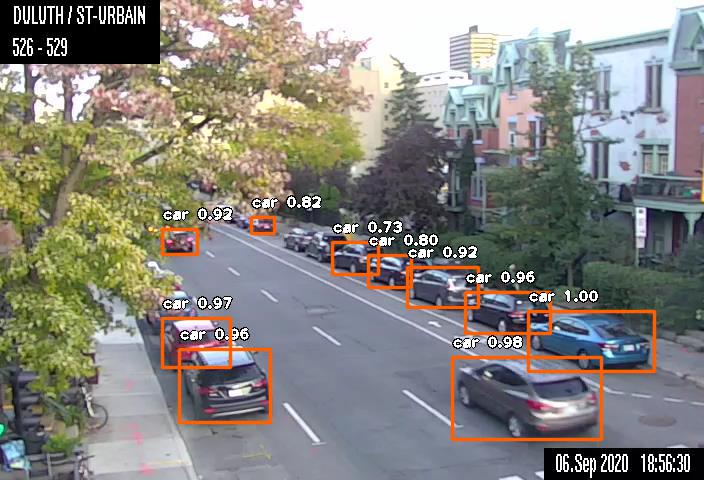 DULUTH / ST-URBAIN
526 - 529
car 0.92
car 0.82
car 0.73
car 0.80
car 0.92
car 0.96
car 1.00
car 0.97
car 0.96
car 0.98
06.Sep 2020 18:56:30